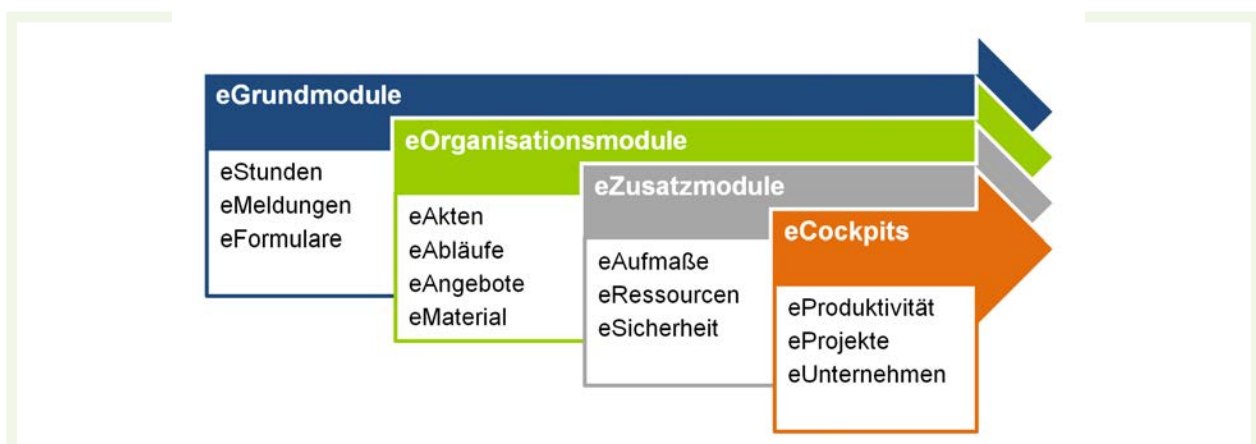 eGrundmodule
eStunden
eMeldungen
eFormulare
eOrganisationsmodule
eAkten
eAbläufe
eAngebote
eMaterial
eZusatzmodule
eAufmaße
eRessourcen
eSicherheit
eCockpits
eProduktivität
eProjekte
eUnternehmen